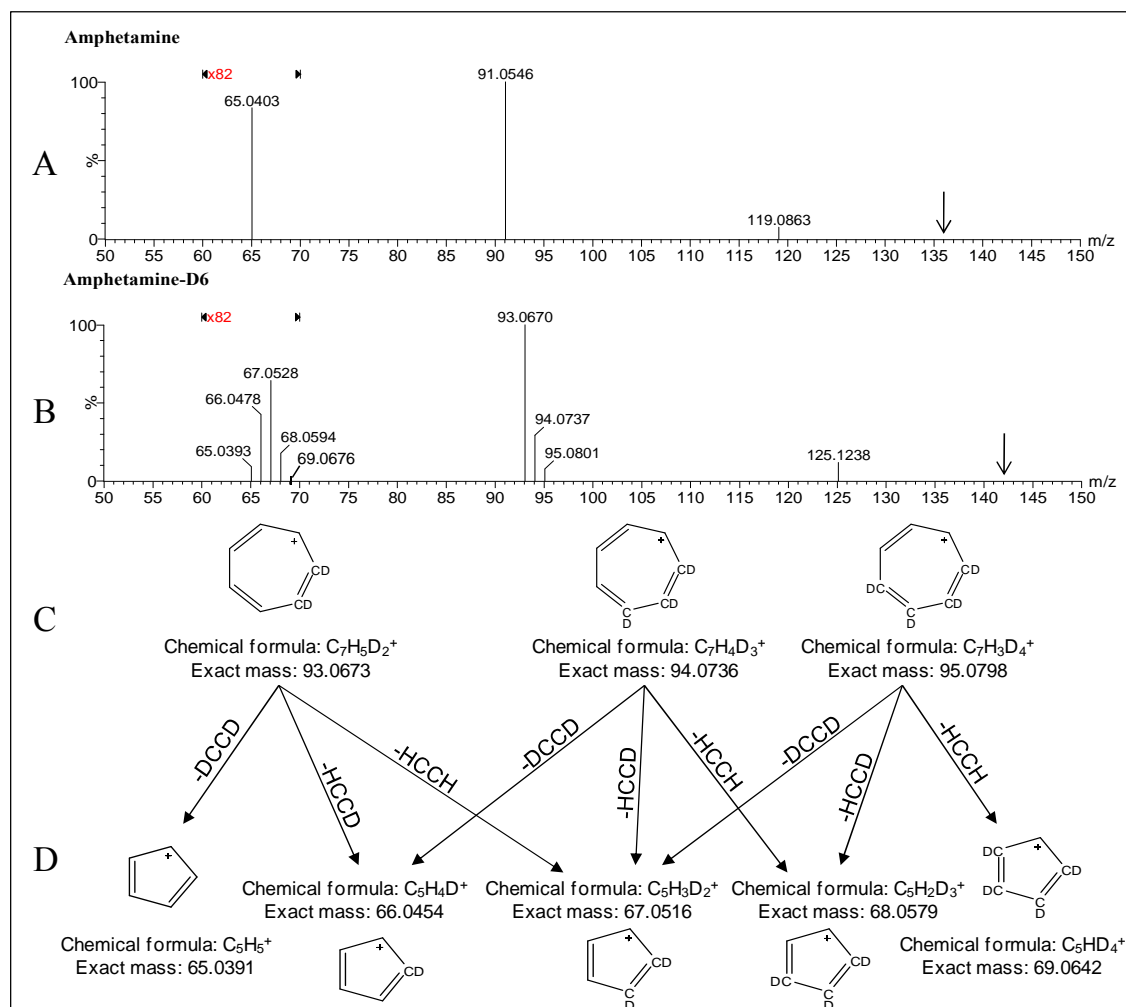 Amphetamine
x82
91.0546
100
65.0403
A
%
119.0863
0
m/z
50 55 60 65 70 75 80 85 90 95 100 105 110 115 120 125 130 135 140 145 150
Amphetamine-D6
x82
93.0670
100
67.0528
B
%
66.0478
94.0737
68.0594
65.0393
69.0676
95.0801
125.1238
0
m/z
50 55 60 65 70 75 80 85 90 95 100 105 110 115 120 125 130 135 140 145 150
+ + +
CD CD CD
CD D C CD DC C D CD
C
Chemical formula: C₇H₅D₂⁺ Chemical formula: C₇H₄D₃⁺ Chemical formula: C₇H₃D₄⁺
Exact mass: 93.0673 Exact mass: 94.0736 Exact mass: 95.0798
-DCCD -HCCD -HCCH -DCCD -HCCD -HCCH -DCCD -HCCD -HCCH
D
+
DC + CD
DC C D
Chemical formula: C₅H₄D⁺ Chemical formula: C₅H₃D₂⁺ Chemical formula: C₅H₂D₃⁺
Exact mass: 66.0454 Exact mass: 67.0516 Exact mass: 68.0579
Chemical formula: C₅H₅⁺ Chemical formula: C₅HD₄⁺
Exact mass: 65.0391 Exact mass: 69.0642
+ + +
CD CD DC CD
C D C D